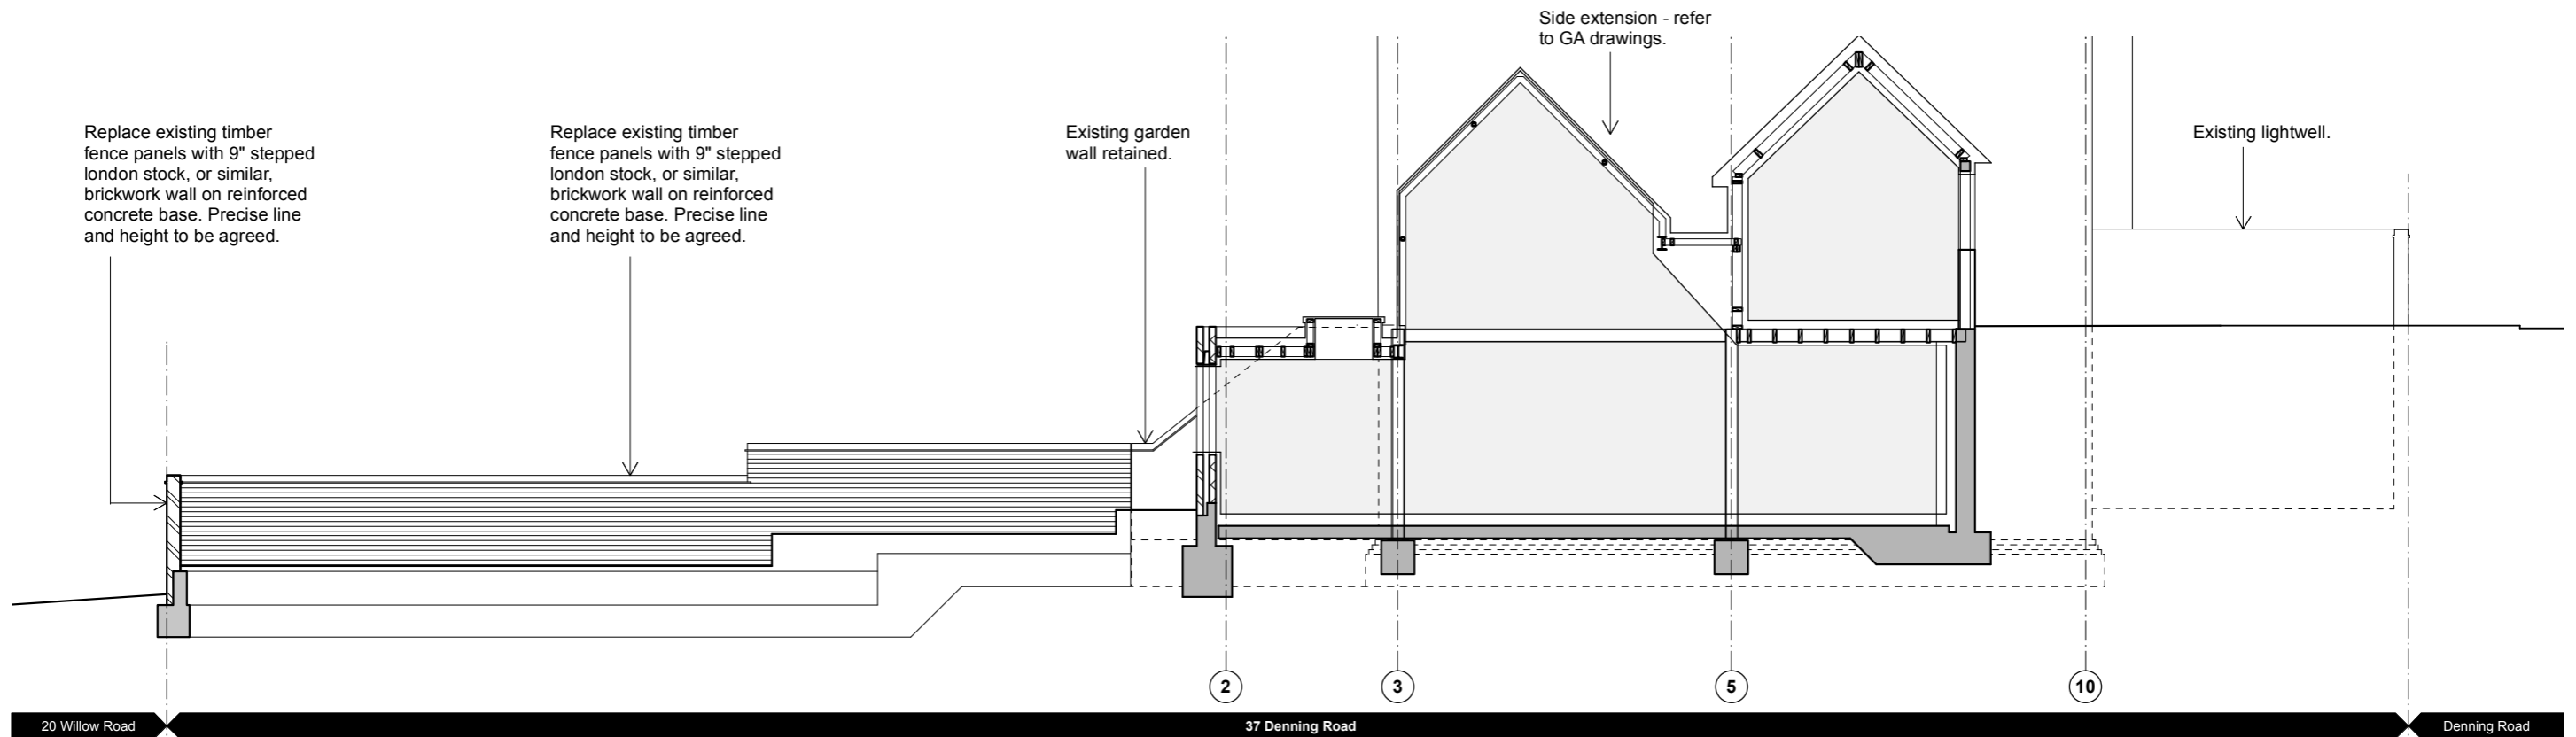 Side extension - refer
to GA drawings.
Replace existing timber
fence panels with 9" stepped
london stock, or similar,
brickwork wall on reinforced
concrete base. Precise line
and height to be agreed.
Replace existing timber
fence panels with 9" stepped
london stock, or similar,
brickwork wall on reinforced
concrete base. Precise line
and height to be agreed.
Existing garden
wall retained.
Existing lightwell.
2
3
5
10
20 Willow Road
37 Denning Road
Denning Road